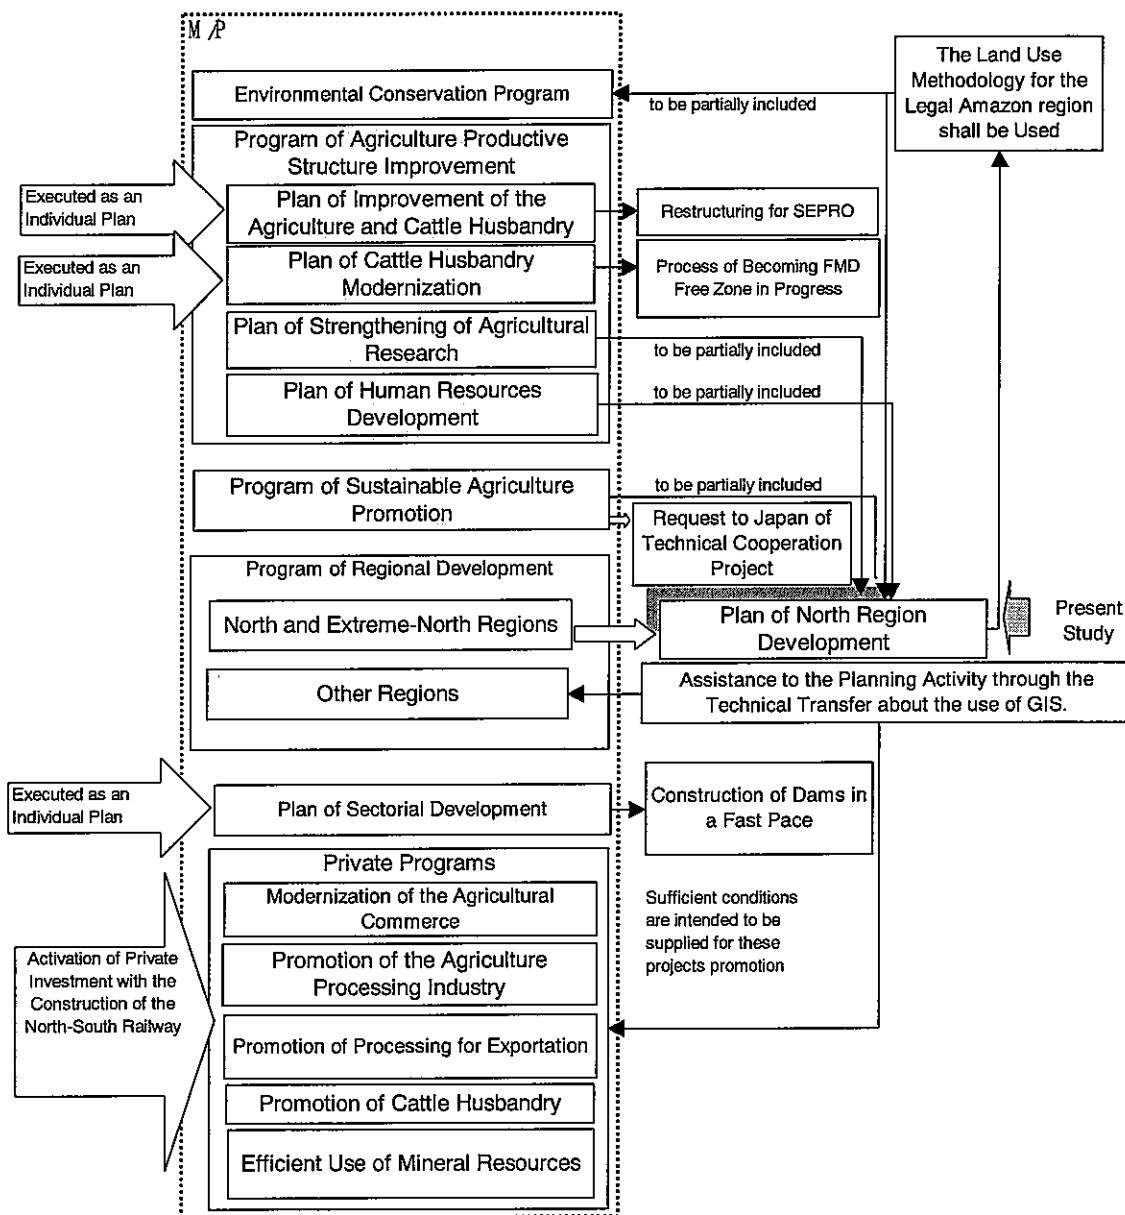 M/P
The Land Use
Methodology for the
Legal Amazon region
shall be Used
Environmental Conservation Program
to be partially included
Program of Agriculture Productive
Structure Improvement
Executed as an
Individual Plan
Plan of Improvement of the
Agriculture and Cattle Husbandry
Restructuring for SEPRO
Executed as an
Individual Plan
Plan of Cattle Husbandry
Modernization
Process of Becoming FMD
Free Zone in Progress
Plan of Strengthening of Agricultural
Research
to be partially included
Plan of Human Resources
Development
to be partially included
Program of Sustainable Agriculture
Promotion
to be partially included
Request to Japan of
Technical Cooperation
Project
Program of Regional Development
North and Extreme-North Regions
Plan of North Region
Development
Present
Study
Other Regions
Assistance to the Planning Activity through the
Technical Transfer about the use of GIS.
Executed as an
Individual Plan
Plan of Sectorial Development
Construction of Dams in
a Fast Pace
Private Programs
Modernization of the Agricultural
Commerce
Sufficient conditions
are intended to be
supplied for these
projects promotion
Activation of Private
Investment with the
Construction of the
North-South Railway
Promotion of the Agriculture
Processing Industry
Promotion of Processing for Exportation
Promotion of Cattle Husbandry
Efficient Use of Mineral Resources